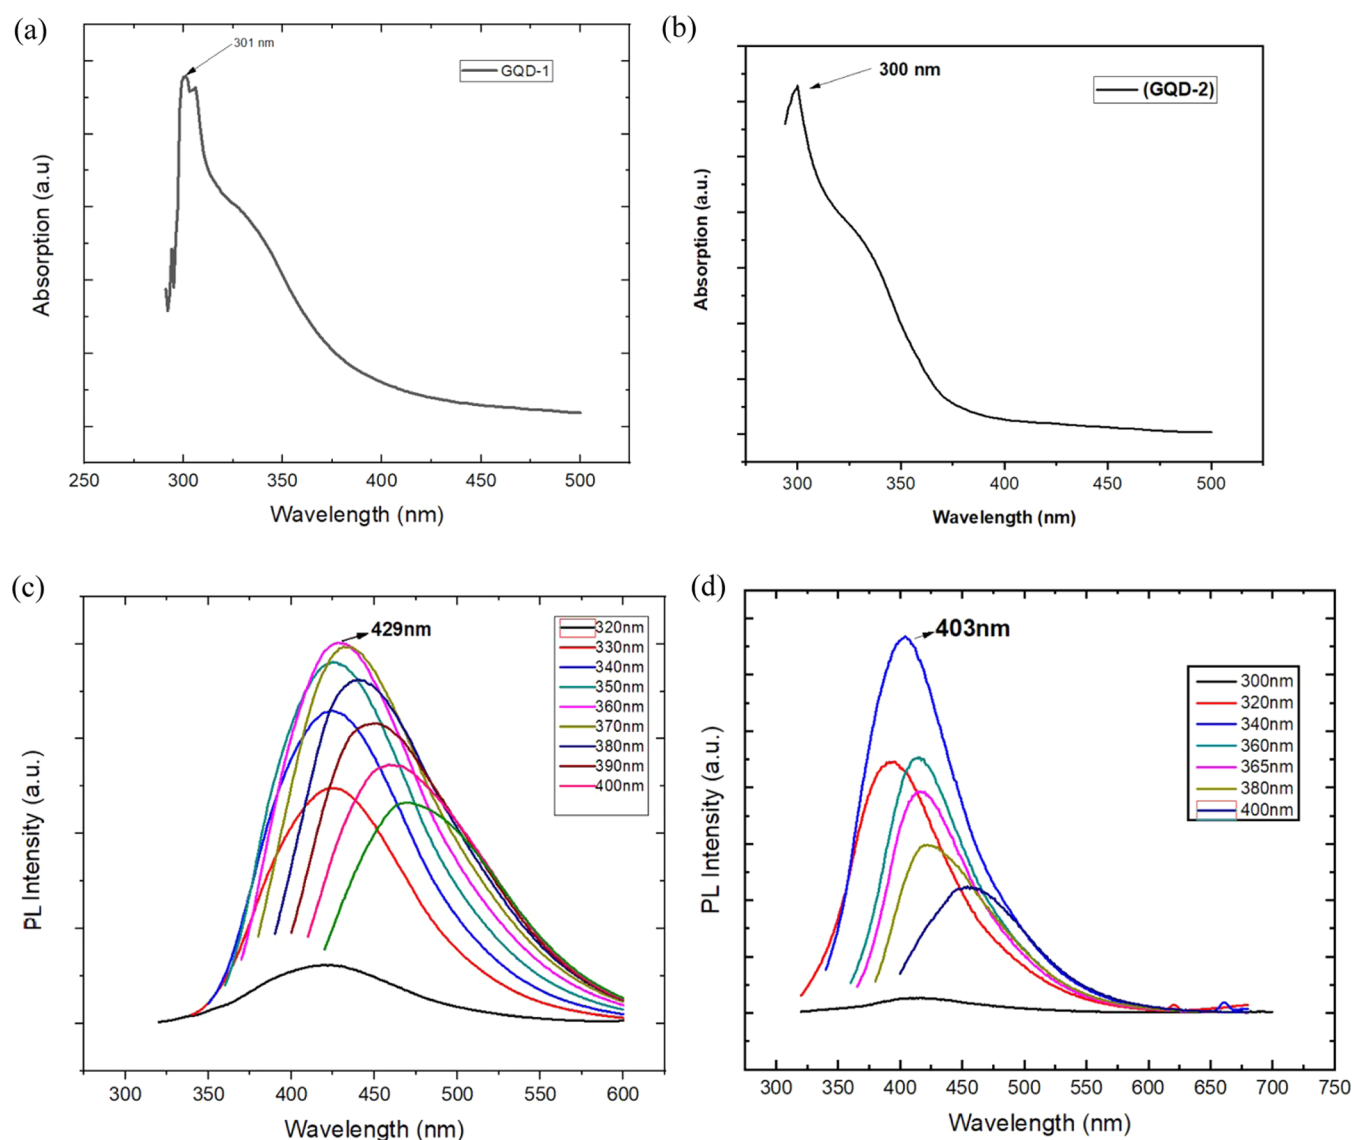 (a)
301 nm
GQD-1
Absorption (a.u)
250
300
350
400
450
500
Wavelength (nm)
(b)
300 nm
(GQD-2)
Absorption (a.u.)
300
350
400
450
500
Wavelength (nm)
(c)
429nm
320nm
330nm
340nm
350nm
360nm
370nm
380nm
390nm
400nm
PL Intensity (a.u.)
300
350
400
450
500
550
600
Wavelength (nm)
(d)
403nm
300nm
320nm
340nm
360nm
365nm
380nm
400nm
PL Intensity (a.u.)
300
350
400
450
500
550
600
650
700
750
Wavelength (nm)